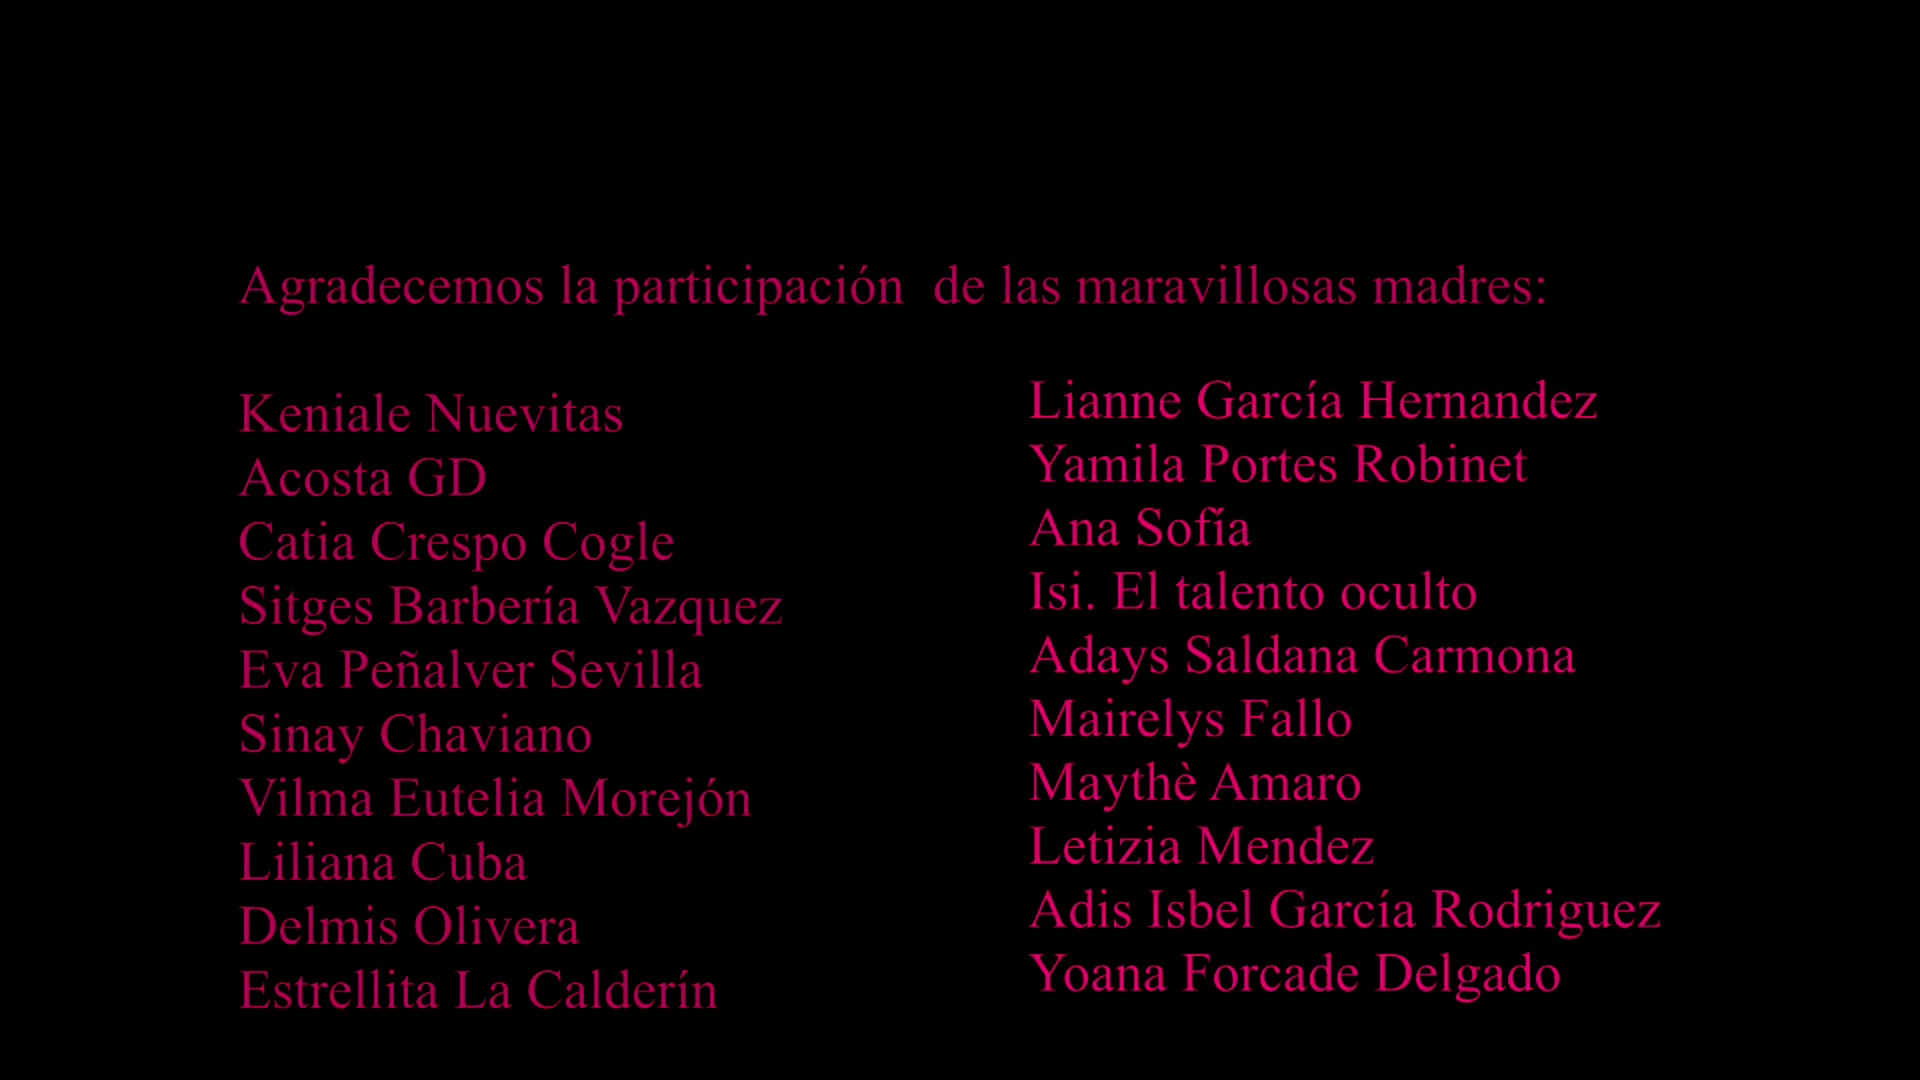 Agradecemos la participación  de las maravillosas madres:
Keniale Nuevitas
Acosta GD
Catia Crespo Cogle
Sitges Barbería Vazquez
Eva Peñalver Sevilla
Sinay Chaviano
Vilma Eutelia Morejón
Liliana Cuba
Delmis Olivera
Estrellita La Calderín
Lianne García Hernandez
Yamila Portes Robinet
Ana Sofía
Isi. El talento oculto
Adays Saldana Carmona
Mairelys Fallo
Maythè Amaro
Letizia Mendez
Adis Isbel García Rodriguez
Yoana Forcade Delgado